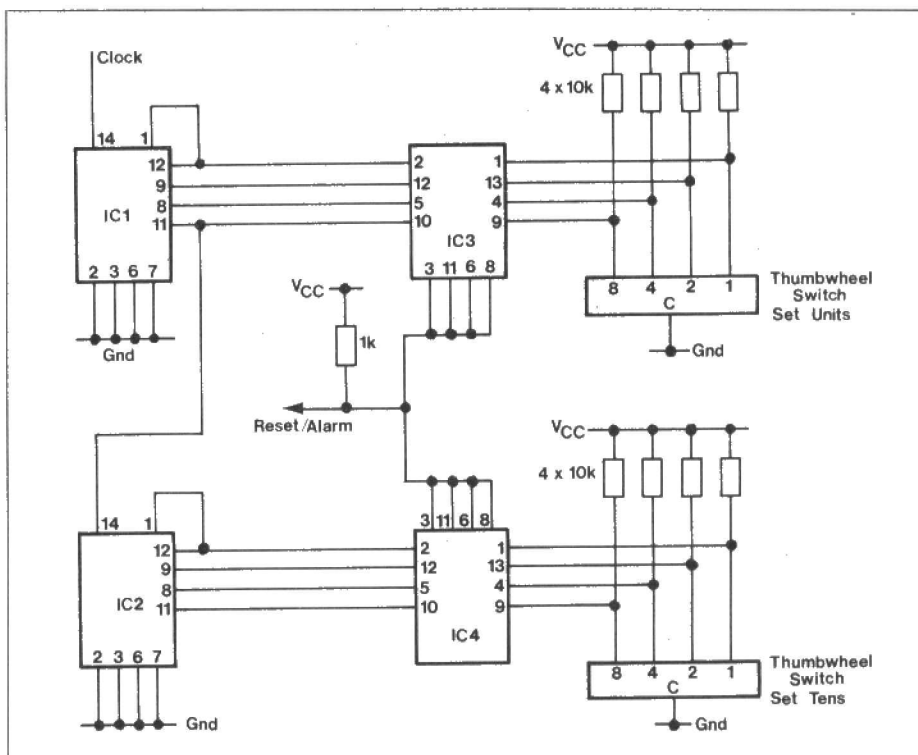 Clock
14 1
12
9
8
11
IC1
2 3 6 7
Gnd
2
12
5
10
IC3
1
13
4
9
3 11 6 8
VCC
4 x 10k
8 4 2 1
C
Thumbwheel
Switch
Set Units
Gnd
VCC
1k
Reset/Alarm
14 1
12
9
8
11
IC2
2 3 6 7
Gnd
3 11 6 8
2
12
5
10
IC4
1
13
4
9
VCC
4 x 10k
8 4 2 1
C
Thumbwheel
Switch
Set Tens
Gnd